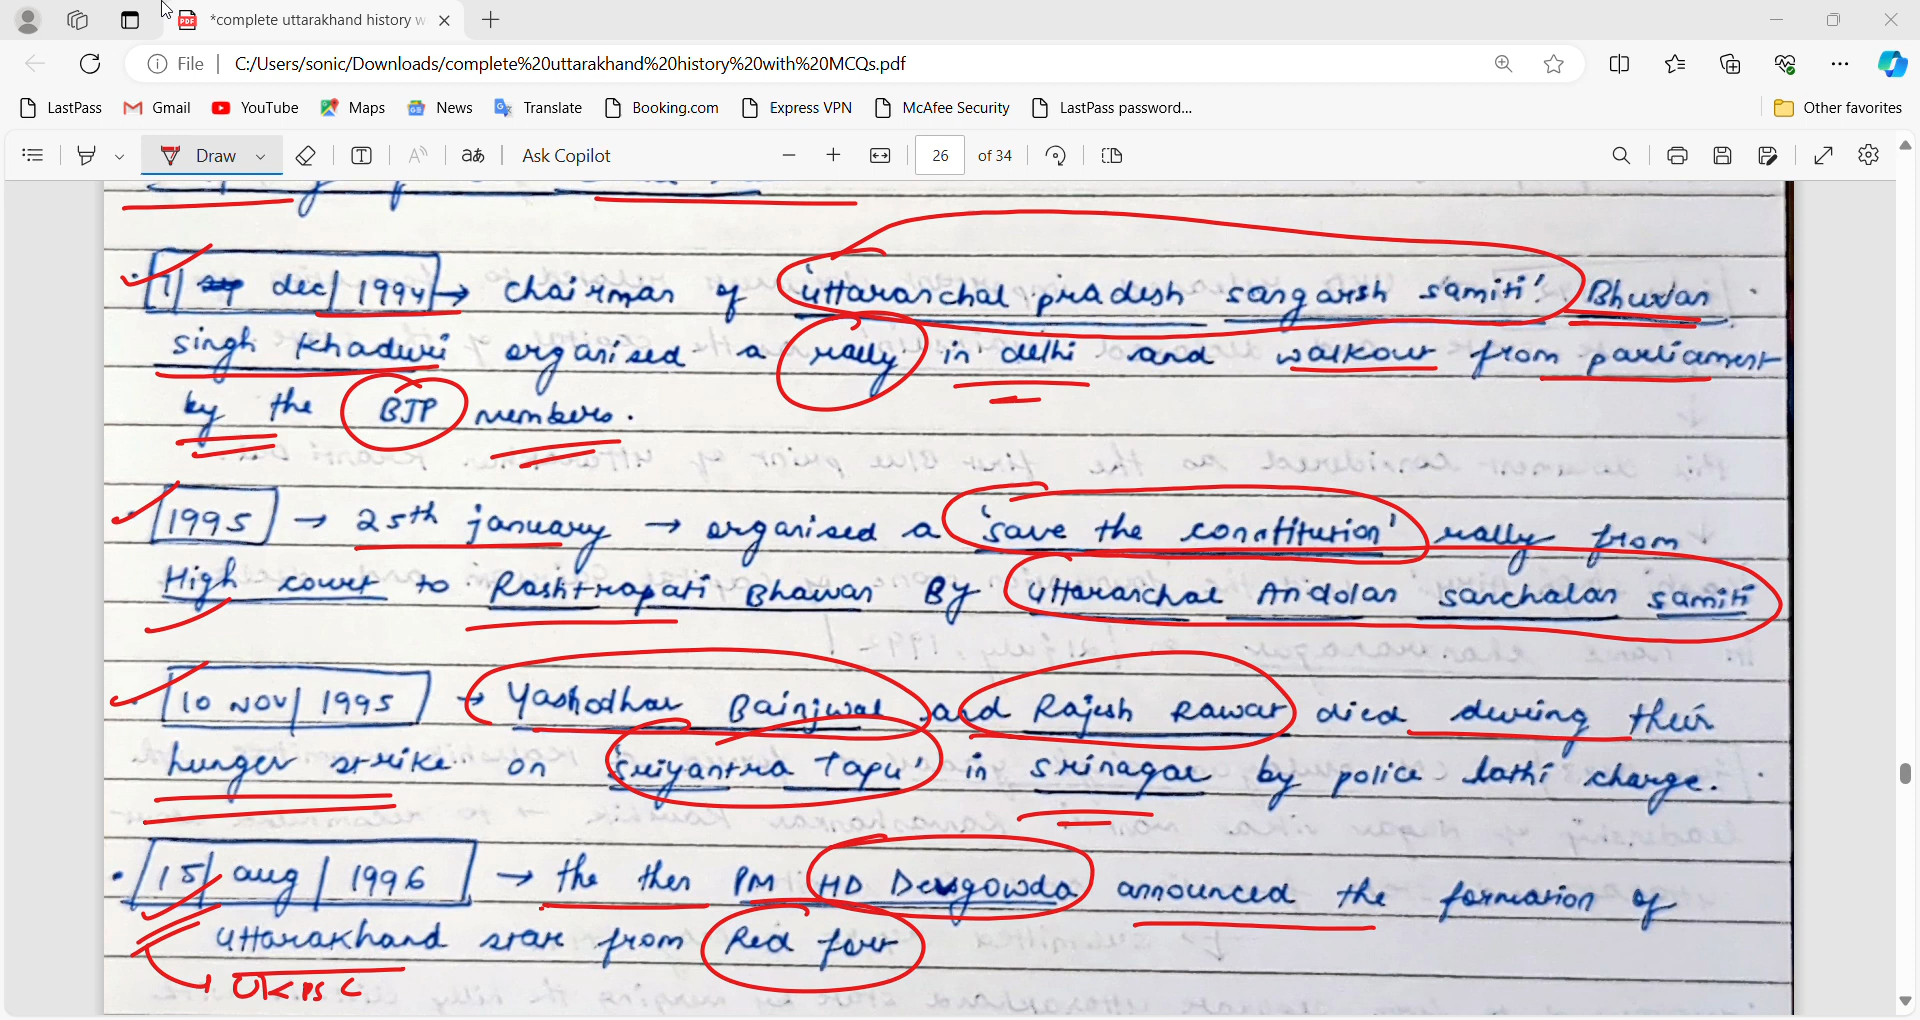 *complete uttarakhand history w
File
C:/Users/sonic/Downloads/complete%20uttarakhand%20history%20with%20MCQs.pdf
LastPass Gmail YouTube Maps News Translate Booking.com Express VPN McAfee Security LastPass password... Other favorites
Draw aあ Ask Copilot 26 of 34
1| dec| 1994 → chairman of 'uttaranchal pradesh sangarsh samiti'. Bhuvan
singh khaduri organised a rally in delhi and walkout from parliament
by the BJP members.
1995 → 25th january → organised a 'save the constitution' rally from
High court to Rashtrapati Bhawan By uttaranchal Andolan sanchalan samiti
10 NOV| 1995 → Yashodhar Bainjwal and Rajesh Rawat died during their
hunger strike on 'Sriyantra Tapu' in srinagar by police lathi charge.
15| aug| 1996 → the then PM HD Devgowda announced the formation of
uttarakhand state from Red fort
UKPSC